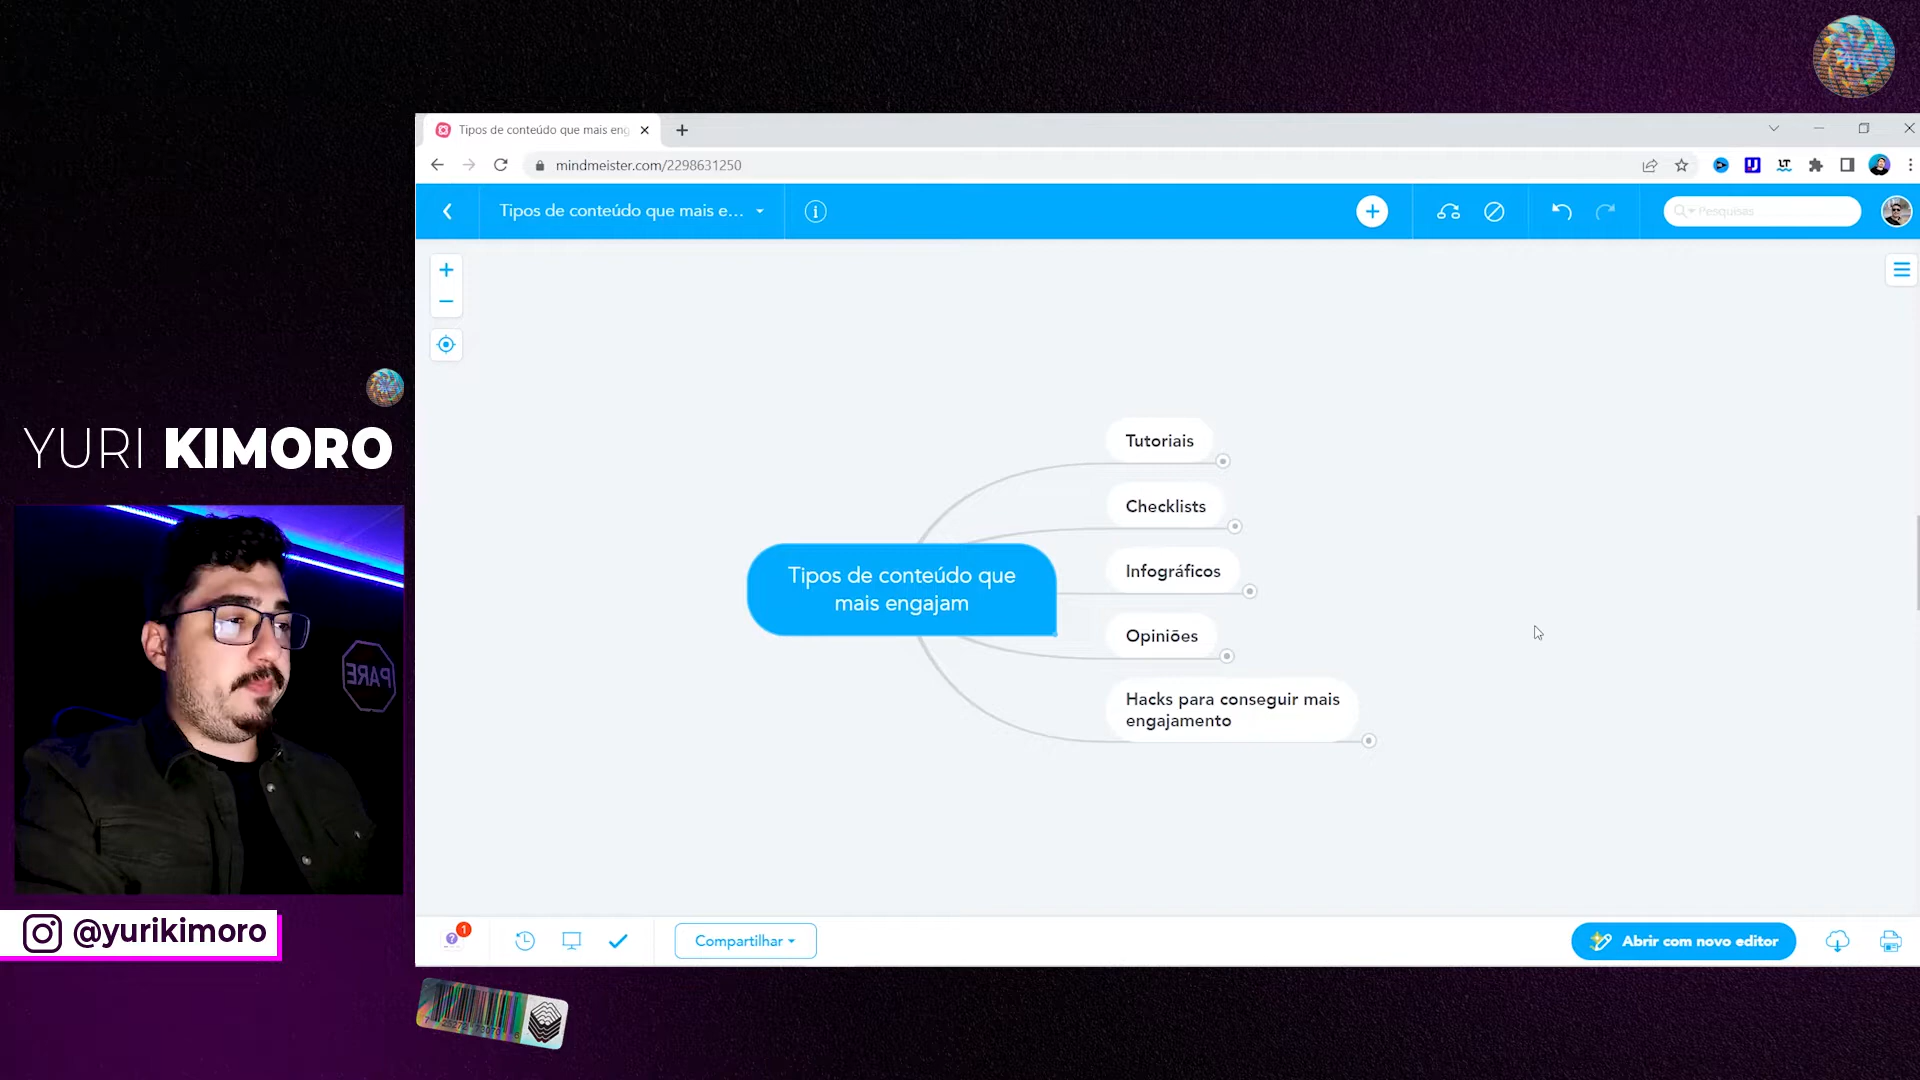 Tipos de conteúdo que mais eng
mindmeister.com/2298631250
Tipos de conteúdo que mais e...
Pesquisas
YURI KIMORO
Tutoriais
Checklists
Infográficos
Tipos de conteúdo que
mais engajam
Opiniões
Hacks para conseguir mais
engajamento
PARE
@yurikimoro
1
Compartilhar
Abrir com novo editor